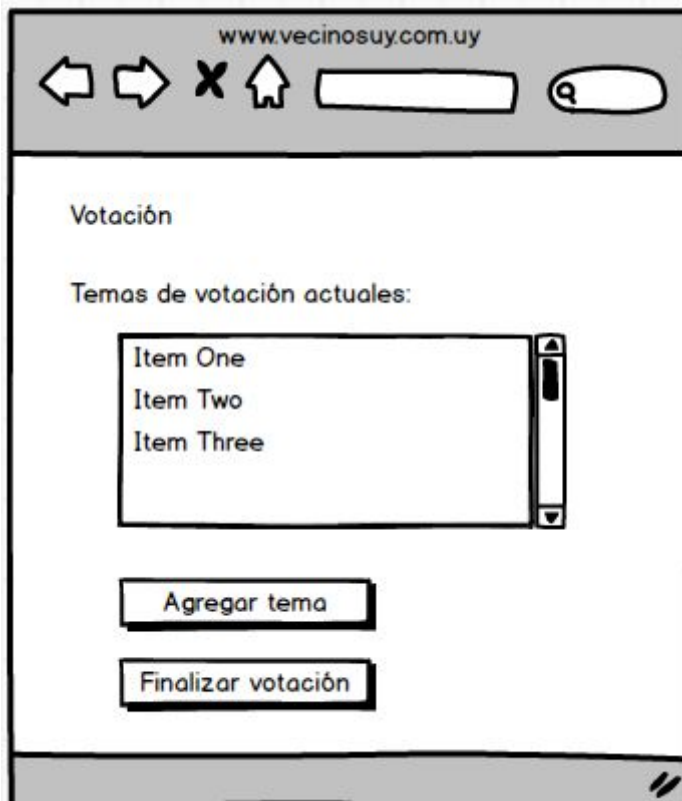 www.vecinosuy.com.uy
Votación
Temas de votación actuales:
Item One
Item Two
Item Three
Agregar tema
Finalizar votación